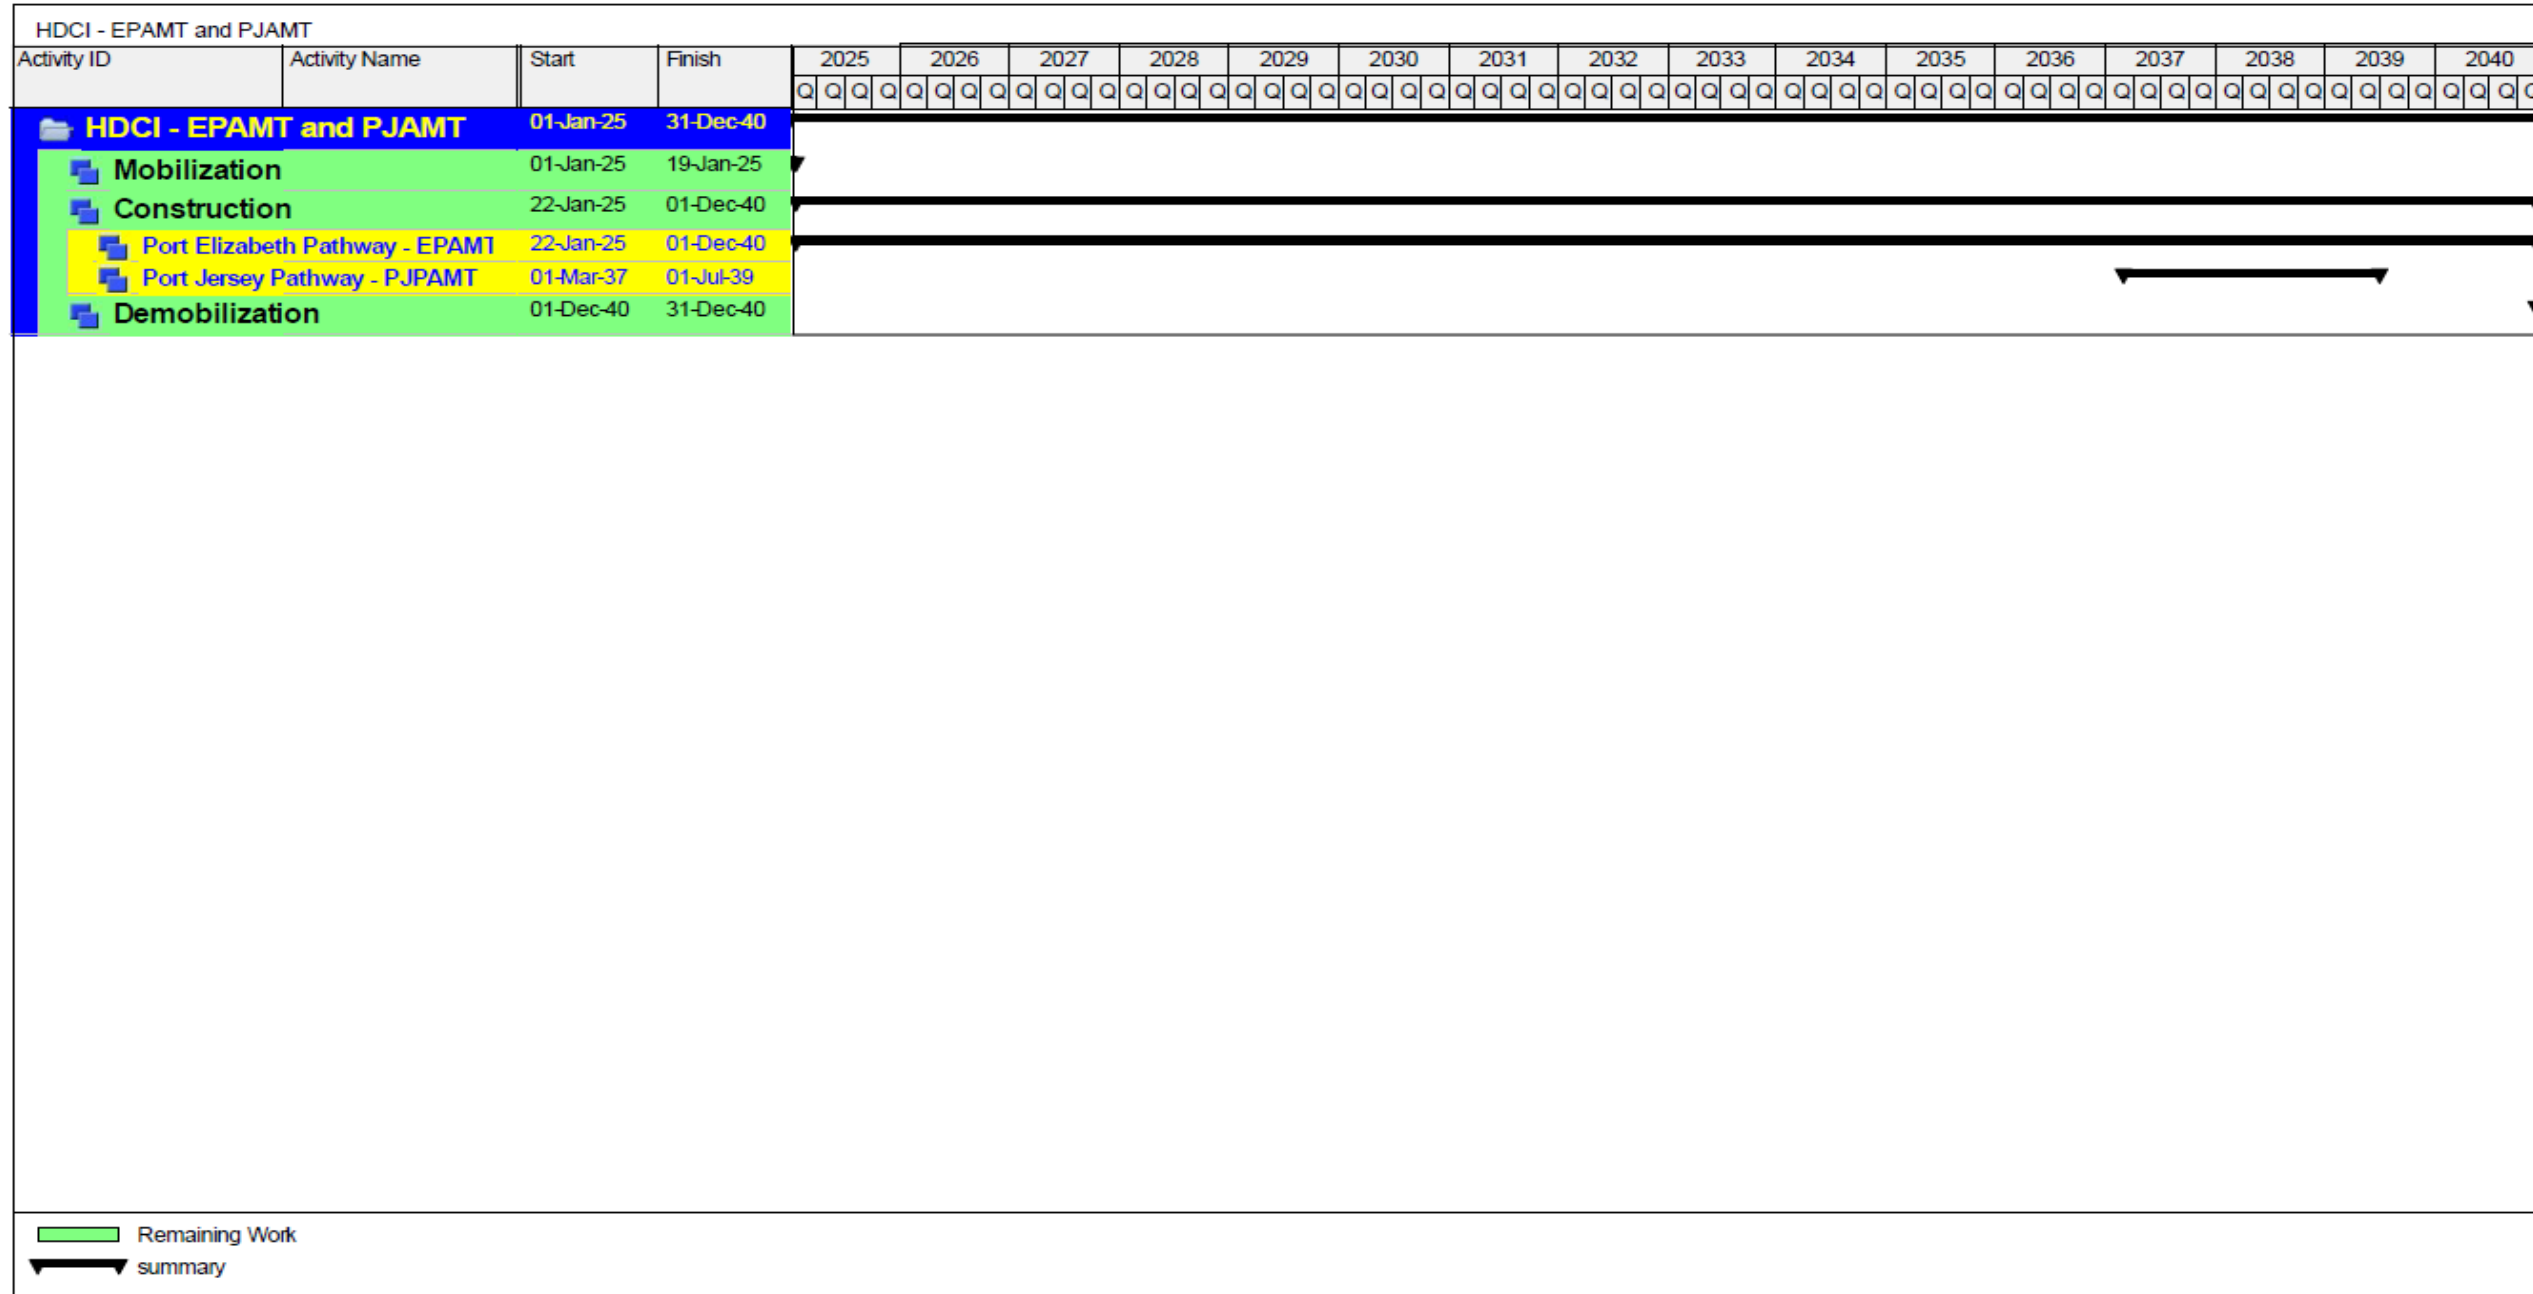 HDCI - EPAMT and PJAMT
Activity ID Activity Name Start Finish 2025 2026 2027 2028 2029 2030 2031 2032 2033 2034 2035 2036 2037 2038 2039 2040
Q Q Q Q Q Q Q Q Q Q Q Q Q Q Q Q Q Q Q Q Q Q Q Q Q Q Q Q Q Q Q Q Q Q Q Q Q Q Q Q Q Q Q Q Q Q Q Q Q Q Q Q Q Q Q Q Q Q Q Q Q Q Q
HDCI - EPAMT and PJAMT 01-Jan-25 31-Dec-40
Mobilization 01-Jan-25 19-Jan-25
Construction 22-Jan-25 01-Dec-40
Port Elizabeth Pathway - EPAMT 22-Jan-25 01-Dec-40
Port Jersey Pathway - PJPAMT 01-Mar-37 01-Jul-39
Demobilization 01-Dec-40 31-Dec-40
Remaining Work
summary